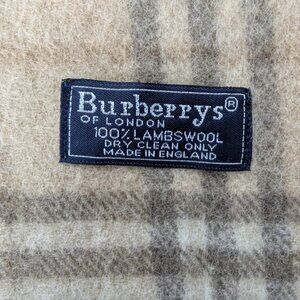 Burberrys®
OF LONDON
100% LAMBSWOOL
DRY CLEAN ONLY
MADE IN ENGLAND